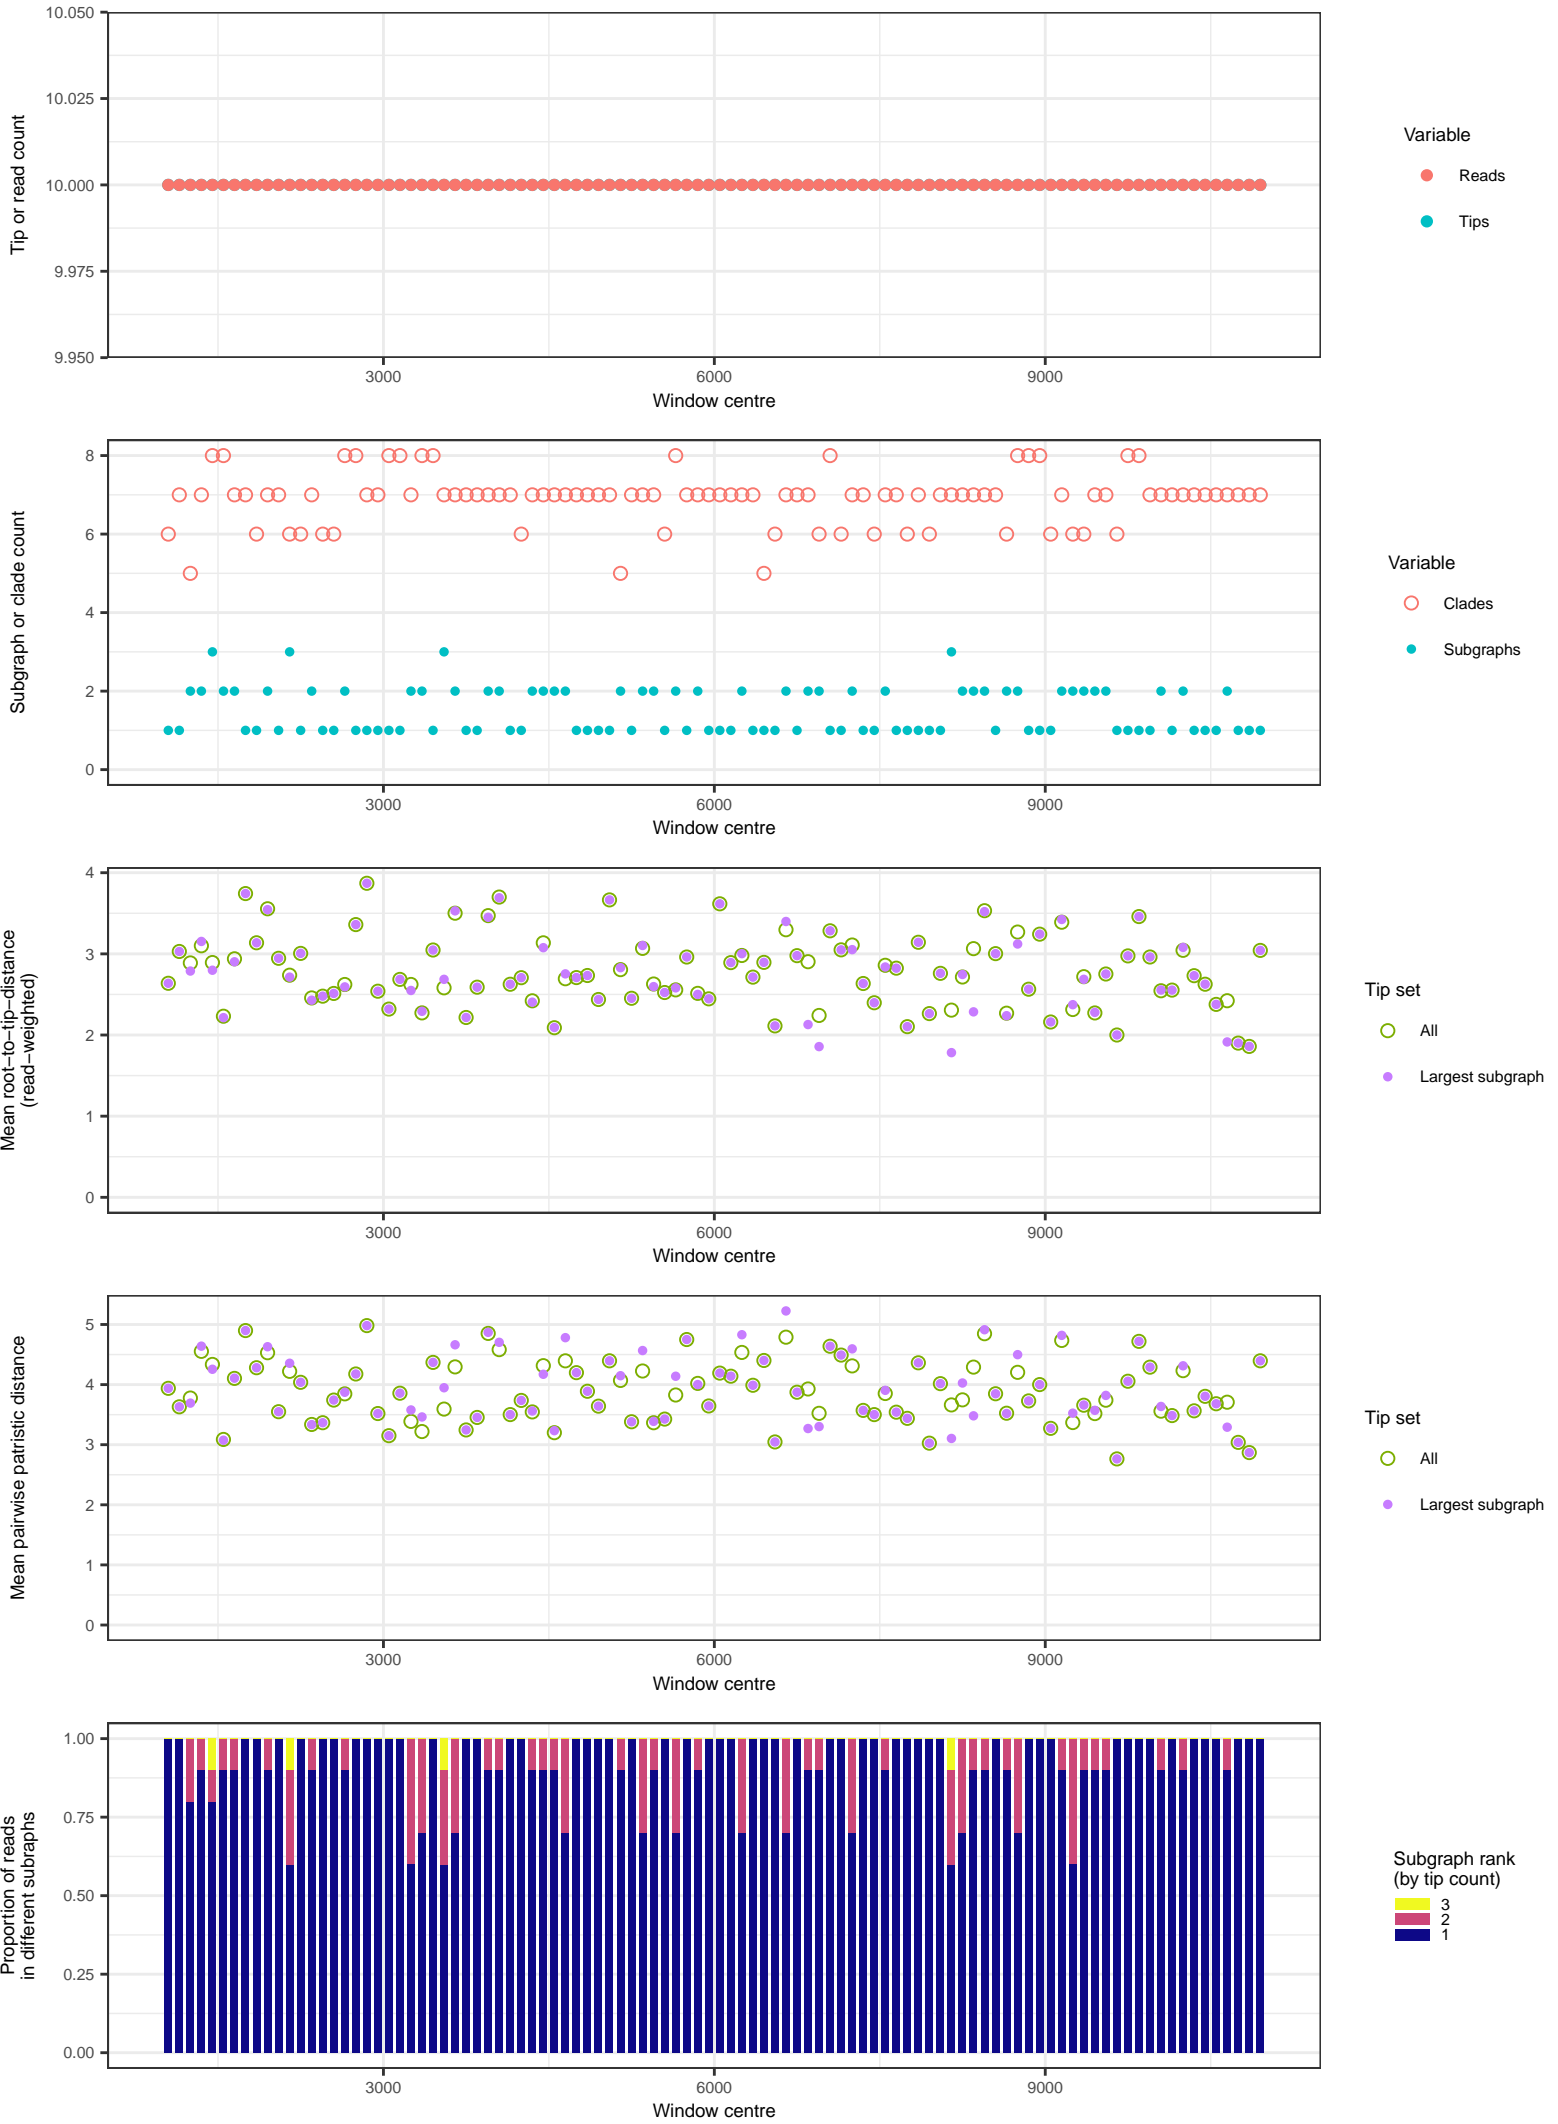 10.050
10.025
10.000
9.975
9.950
Tip or read count
3000 6000 9000
Window centre
Variable
Reads
Tips
8
6
4
2
0
Subgraph or clade count
3000 6000 9000
Window centre
Variable
Clades
Subgraphs
4
3
2
1
0
Mean root−to−tip−distance
(read−weighted)
3000 6000 9000
Window centre
Tip set
All
Largest subgraph
5
4
3
2
1
0
Mean pairwise patristic distance
3000 6000 9000
Window centre
Tip set
All
Largest subgraph
1.00
0.75
0.50
0.25
0.00
Proportion of reads
in different subraphs
3000 6000 9000
Window centre
Subgraph rank
(by tip count)
3
2
1